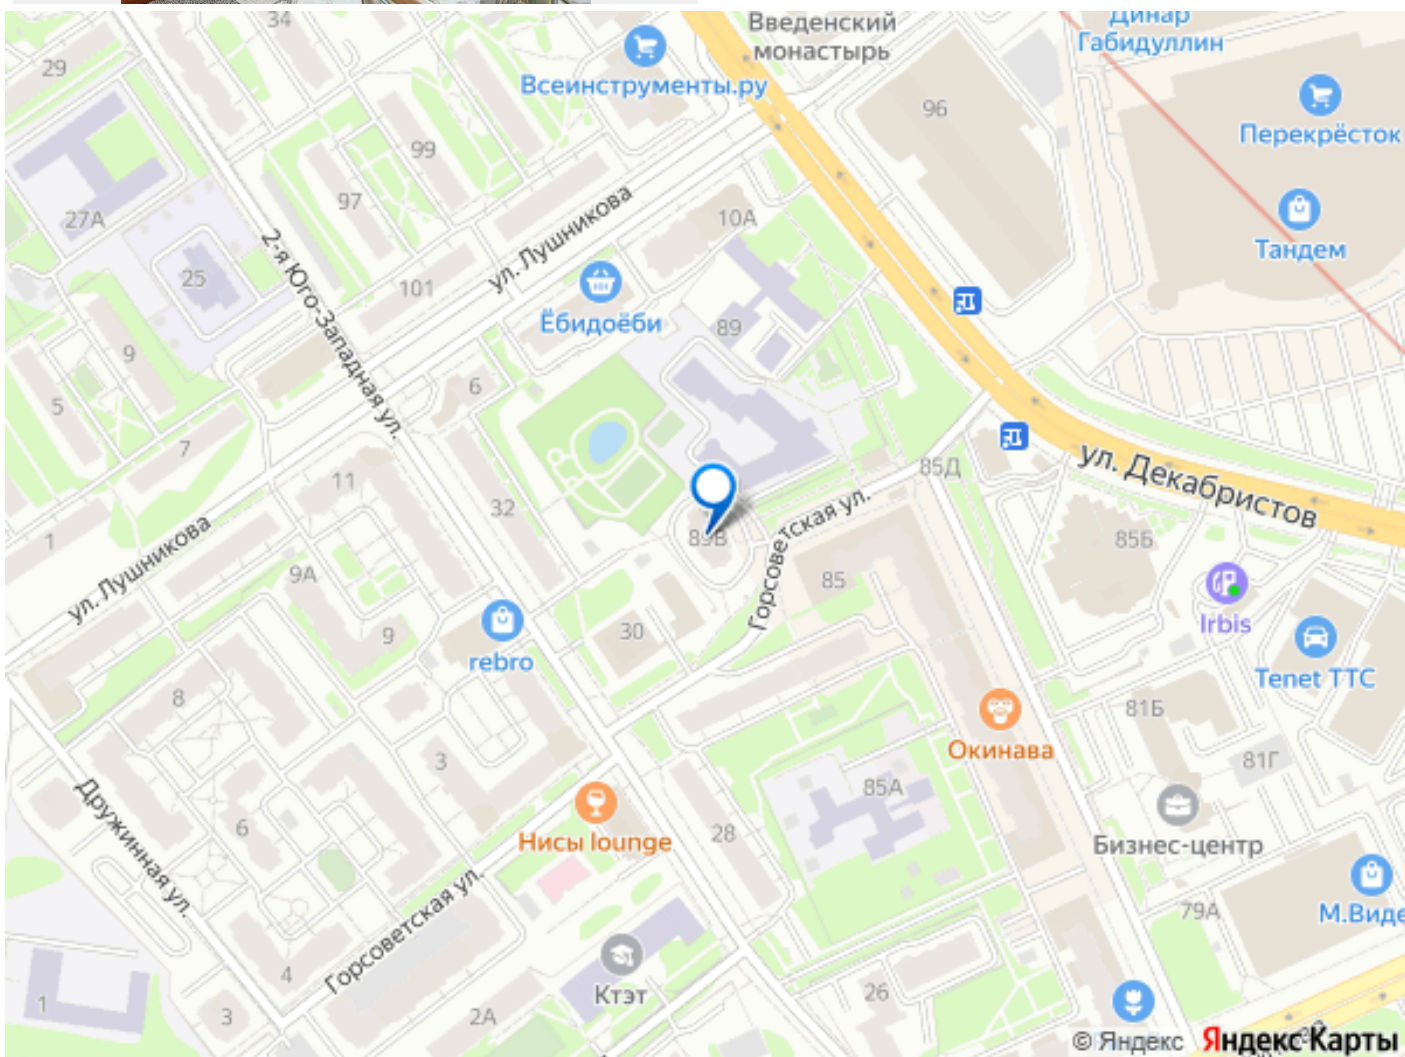 34
Введенский
монастырь
Динар
Габидуллин
29
Всеинструменты.ру
96
Перекрёсток
99
97
27А
ул. Лушникова
10А
Тандем
2-я Юго-Западная ул.
25
101
Ёбидоёби
89
9
6
5
7
11
32
85Д
ул. Декабристов
1
ул. Лушникова
9А
Горсоветская ул.
85
85Б
Irbis
9
30
rebro
Tenet ТТС
8
81Б
Окинава
3
81Г
85А
Дружинная ул.
6
Нисы lounge
28
Бизнес-центр
Горсоветская ул.
79А
М.Виде
4
Ктэт
1
3
2А
26
© Яндекс Яндекс Карты